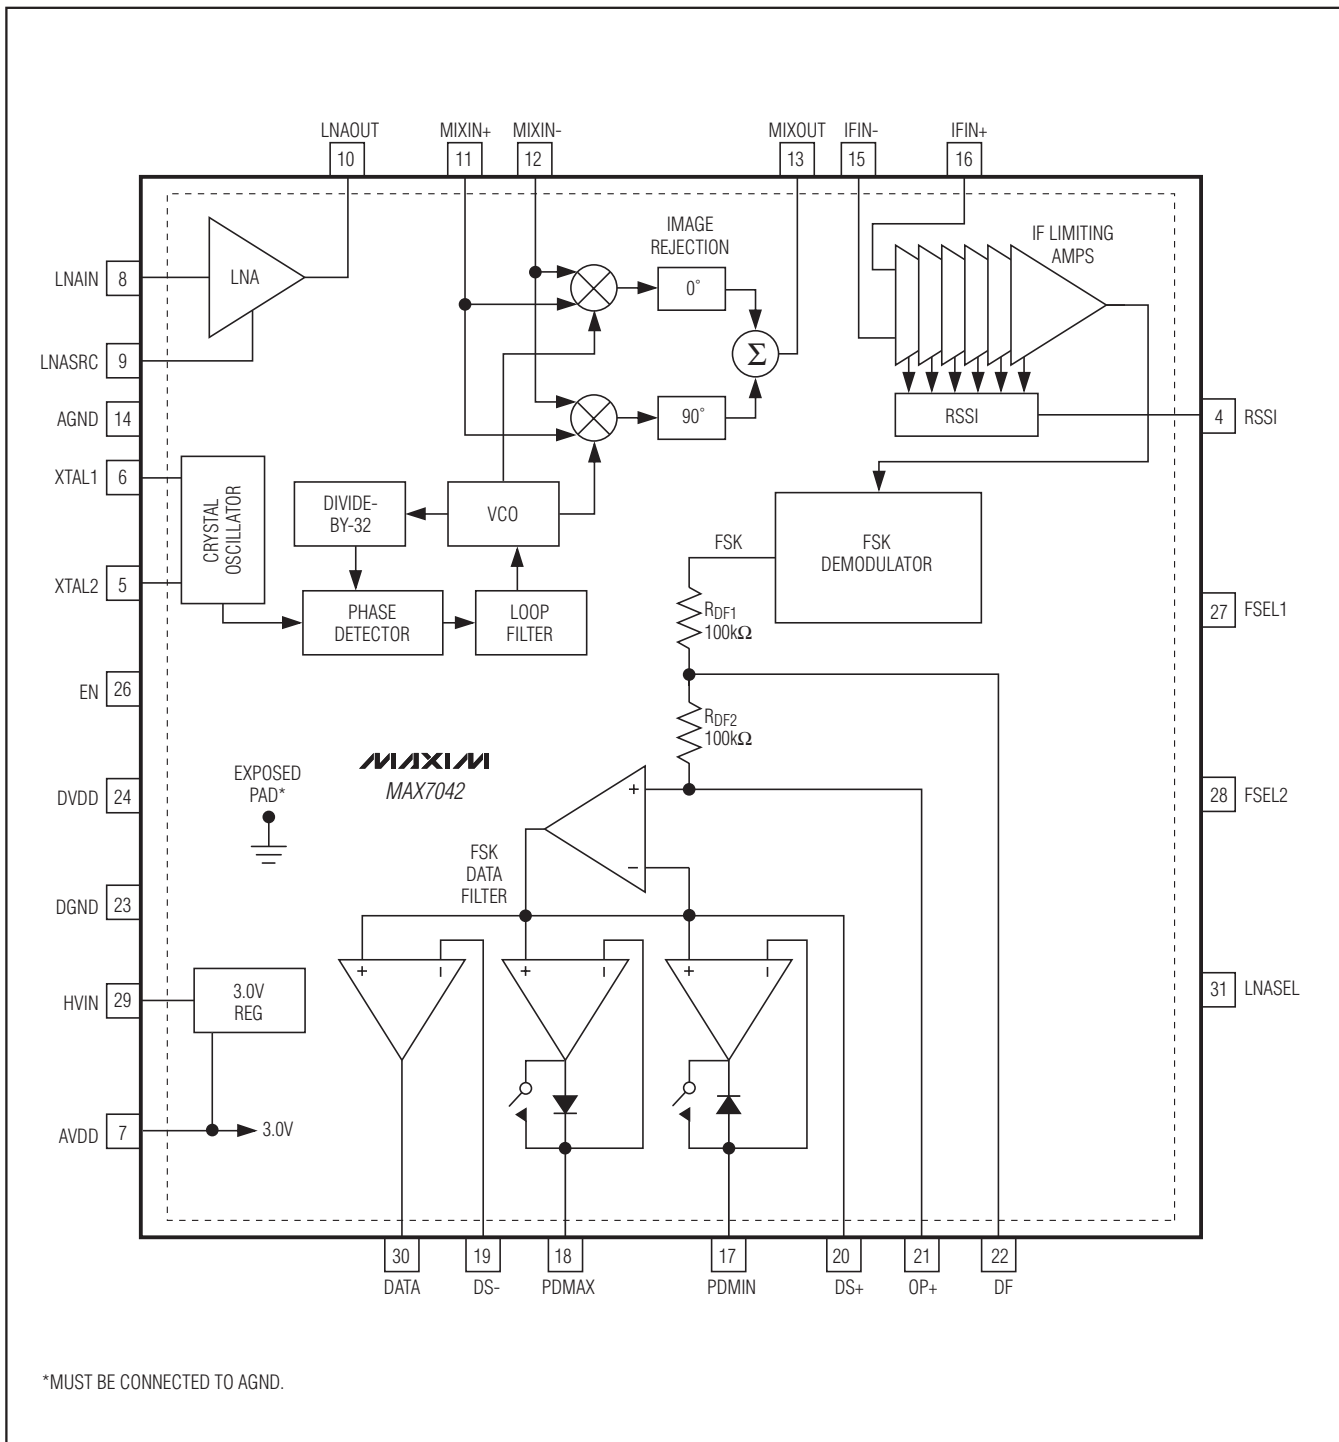 LNAOUT MIXIN+ MIXIN- MIXOUT IFIN- IFIN+
10 11 12 13 15 16
IMAGE
REJECTION
IF LIMITING
AMPS
LNAIN 8 LNA 0°
LNASRC 9 Σ
AGND 14 90° RSSI 4 RSSI
XTAL1 6
CRYSTAL
OSCILLATOR
DIVIDE-
BY-32
VCO
FSK
FSK
DEMODULATOR
XTAL2 5
PHASE
DETECTOR
LOOP
FILTER
RDF1
100kΩ
27 FSEL1
EN 26
RDF2
100kΩ
MAXIM
MAX7042
EXPOSED
PAD*
DVDD 24 + 28 FSEL2
−
FSK
DATA
FILTER
DGND 23
+ − + − + −
HVIN 29
3.0V
REG
31 LNASEL
AVDD 7 3.0V
30 19 18 17 20 21 22
DATA DS- PDMAX PDMIN DS+ OP+ DF
*MUST BE CONNECTED TO AGND.